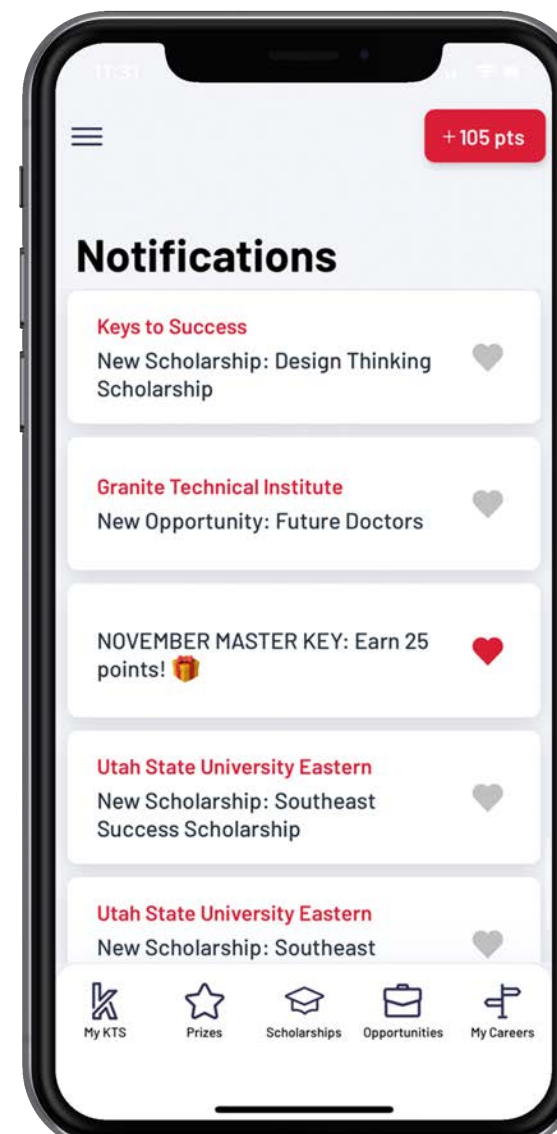 11:31
+ 105 pts
Notifications
Keys to Success
New Scholarship: Design Thinking
Scholarship
Granite Technical Institute
New Opportunity: Future Doctors
NOVEMBER MASTER KEY: Earn 25
points! 🎁
Utah State University Eastern
New Scholarship: Southeast
Success Scholarship
Utah State University Eastern
New Scholarship: Southeast
My KTS
Prizes
Scholarships
Opportunities
My Careers